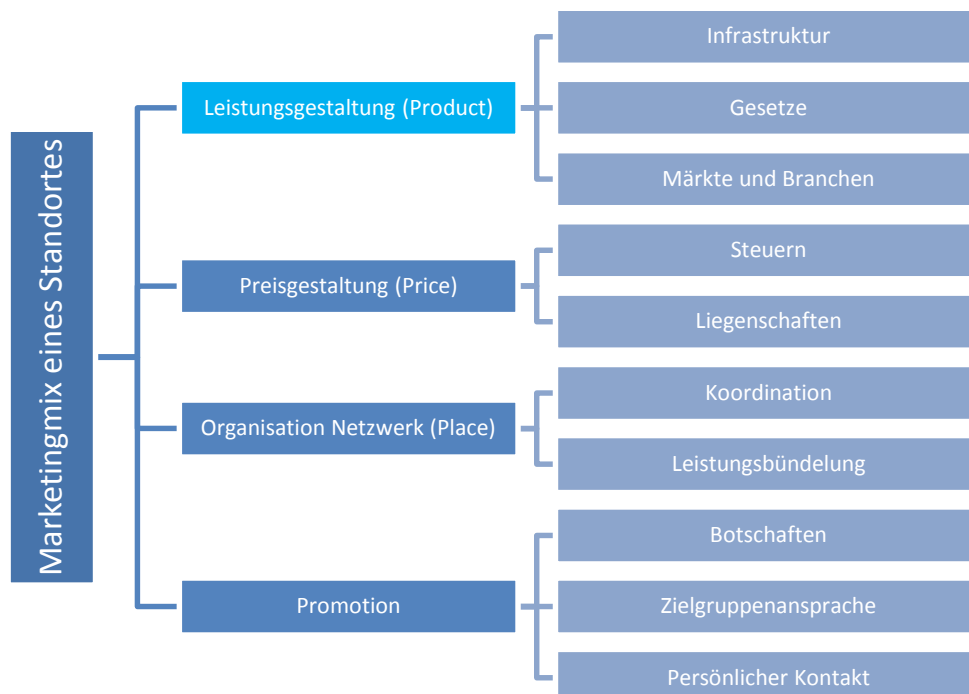 Marketingmix eines Standortes
Leistungsgestaltung (Product)
Infrastruktur
Gesetze
Märkte und Branchen
Preisgestaltung (Price)
Steuern
Liegenschaften
Organisation Netzwerk (Place)
Koordination
Leistungsbündelung
Promotion
Botschaften
Zielgruppenansprache
Persönlicher Kontakt